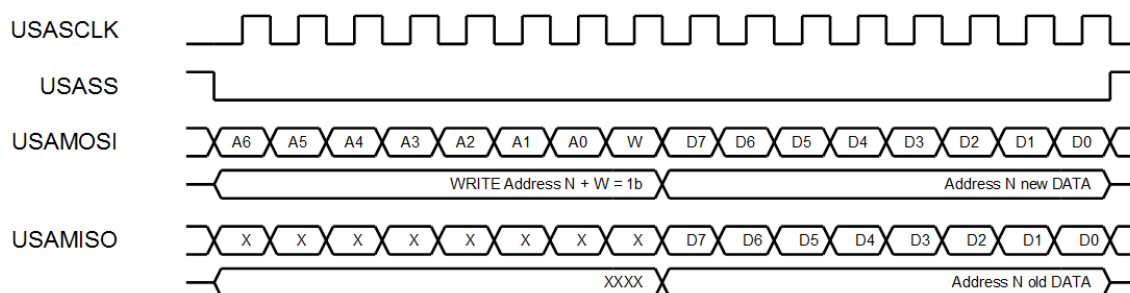 USASCLK
USASS
USAMOSI A6 A5 A4 A3 A2 A1 A0 W D7 D6 D5 D4 D3 D2 D1 D0
WRITE Address N + W = 1b Address N new DATA
USAMISO X X X X X X X X D7 D6 D5 D4 D3 D2 D1 D0
XXXX Address N old DATA